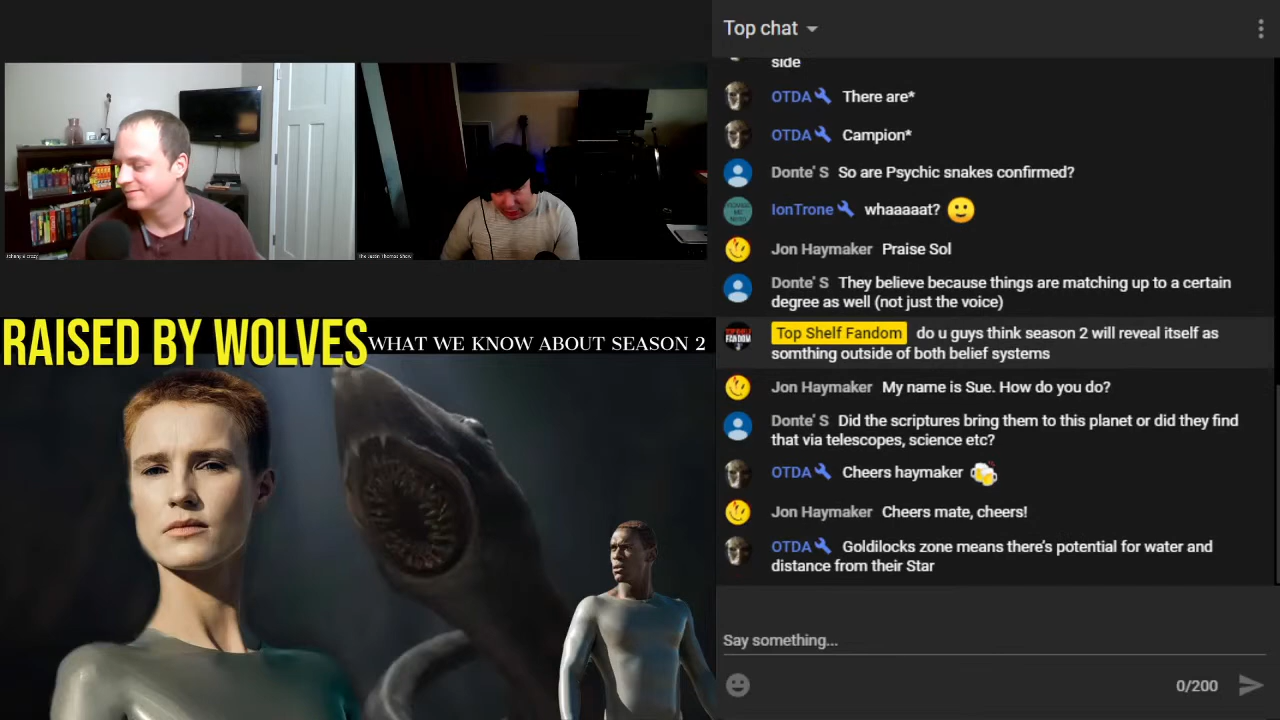 Top chat
side
OTDA There are*
OTDA Campion*
Donte' S So are Psychic snakes confirmed?
IonTrone whaaaaat?
Jon Haymaker Praise Sol
Donte' S They believe because things are matching up to a certain
degree as well (not just the voice)
Top Shelf Fandom do u guys think season 2 will reveal itself as
somthing outside of both belief systems
Jon Haymaker My name is Sue. How do you do?
Donte' S Did the scriptures bring them to this planet or did they find
that via telescopes, science etc?
OTDA Cheers haymaker
Jon Haymaker Cheers mate, cheers!
OTDA Goldilocks zone means there's potential for water and
distance from their Star
Say something...
0/200
The Justin Thomas Show
RAISED BY WOLVES
WHAT WE KNOW ABOUT SEASON 2